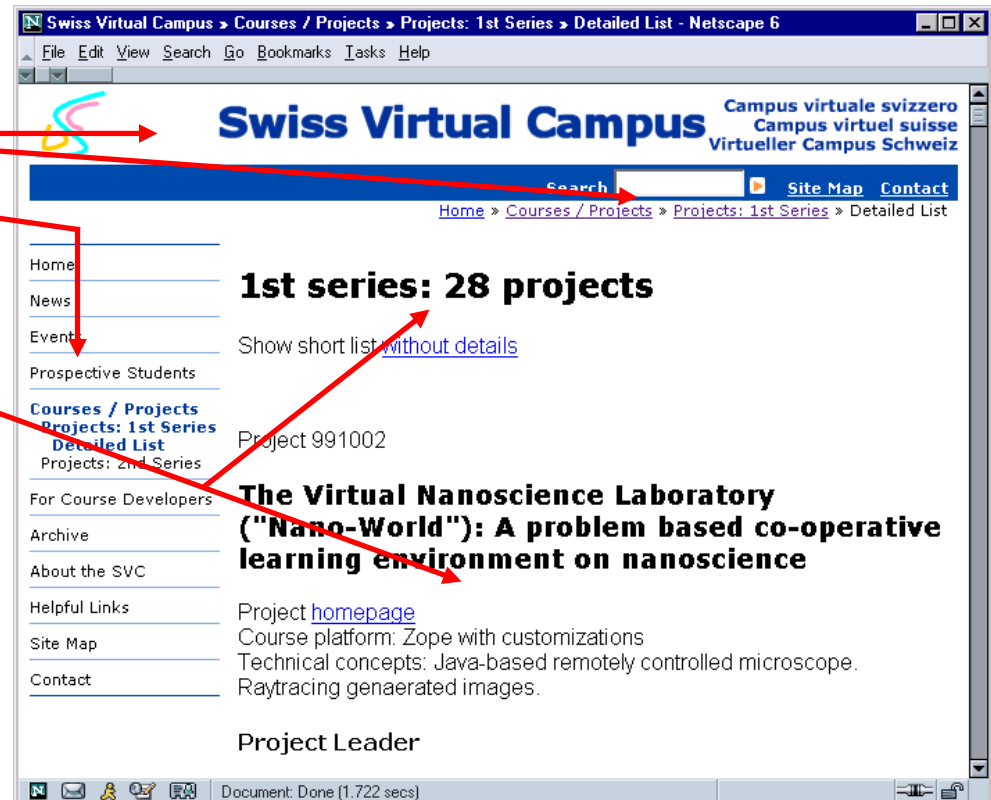 Swiss Virtual Campus » Courses / Projects » Projects: 1st Series » Detailed List - Netscape 6
File Edit View Search Go Bookmarks Tasks Help
Swiss Virtual Campus
Campus virtuale svizzero
Campus virtuel suisse
Virtueller Campus Schweiz
Search
Site Map Contact
Home » Courses / Projects » Projects: 1st Series » Detailed List
Home
News
Events
Prospective Students
Courses / Projects
Projects: 1st Series
Detailed List
Projects: 2nd Series
For Course Developers
Archive
About the SVC
Helpful Links
Site Map
Contact
1st series: 28 projects
Show short list without details
Project 991002
The Virtual Nanoscience Laboratory
("Nano-World"): A problem based co-operative
learning environment on nanoscience
Project homepage
Course platform: Zope with customizations
Technical concepts: Java-based remotely controlled microscope.
Raytracing genaerated images.
Project Leader
Document: Done (1.722 secs)